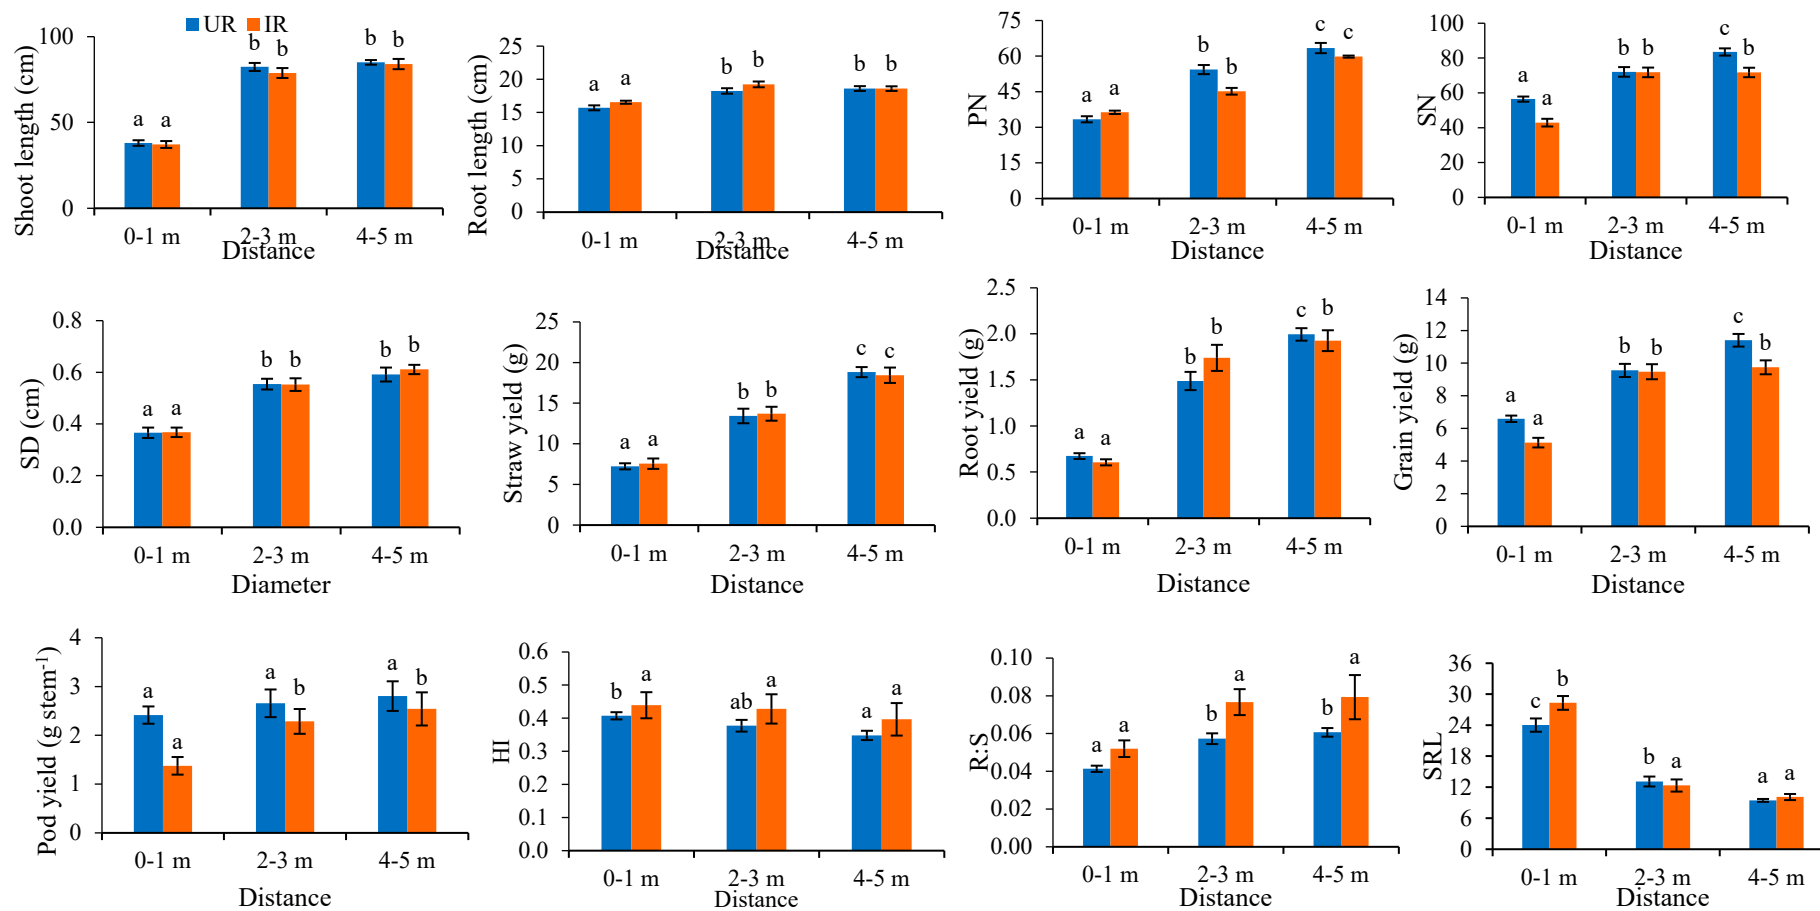 UR IR
Shoot length (cm)
100
50
0
b b b b
a a
0-1 m 2-3 m 4-5 m
Distance
Root length (cm)
25
20
15
10
5
0
a a b b b b
0-1 m 2-3 m 4-5 m
Distance
PN
75
60
45
30
15
0
a a b b c c
0-1 m 2-3 m 4-5 m
Distance
SN
100
80
60
40
20
0
a a b b c b
0-1 m 2-3 m 4-5 m
Distance
SD (cm)
0.8
0.6
0.4
0.2
0.0
a a b b b b
0-1 m 2-3 m 4-5 m
Diameter
Straw yield (g)
25
20
15
10
5
0
a a b b c c
0-1 m 2-3 m 4-5 m
Distance
Root yield (g)
2.5
2.0
1.5
1.0
0.5
0.0
a a b b c b
0-1 m 2-3 m 4-5 m
Distance
Grain yield (g)
14
12
10
8
6
4
2
0
a a b b c b
0-1 m 2-3 m 4-5 m
Distance
Pod yield (g stem⁻¹)
4
3
2
1
0
a a a b a b
0-1 m 2-3 m 4-5 m
Distance
HI
0.6
0.5
0.4
0.3
0.2
0.1
0.0
b a ab a a a
0-1 m 2-3 m 4-5 m
Distance
R:S
0.10
0.08
0.06
0.04
0.02
0.00
a a b a b a
0-1 m 2-3 m 4-5 m
Distance
SRL
36
30
24
18
12
6
0
c b b a a a
0-1 m 2-3 m 4-5 m
Distance